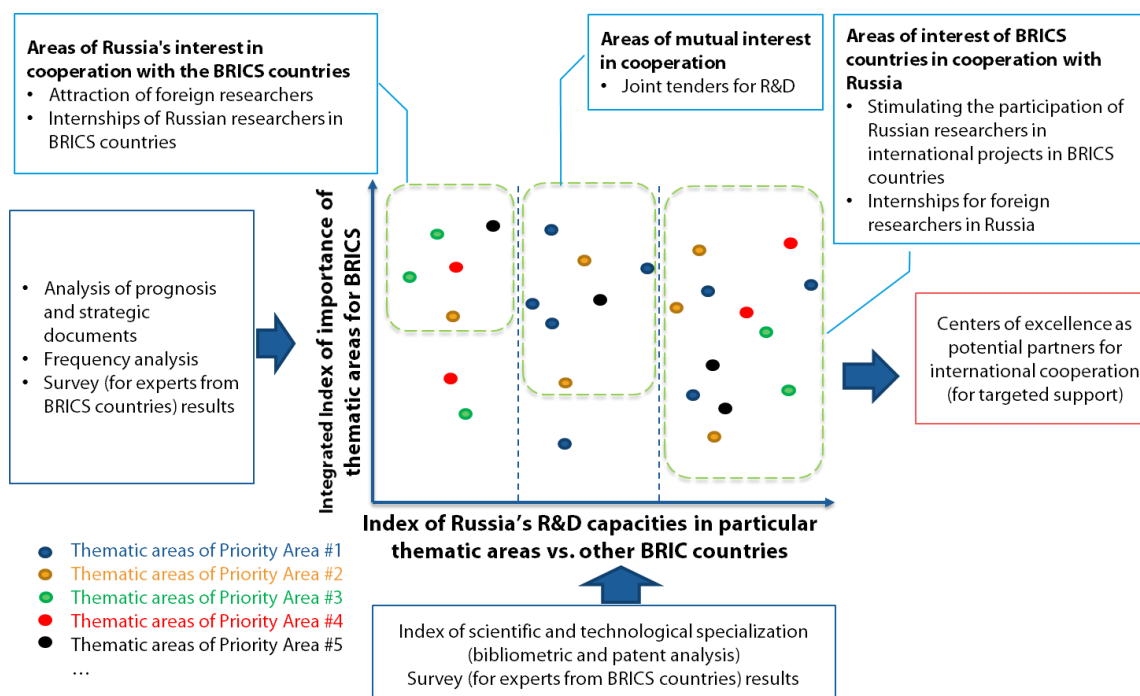 Areas of Russia's interest in
cooperation with the BRICS countries
• Attraction of foreign researchers
• Internships of Russian researchers in
BRICS countries
Areas of mutual interest
in cooperation
• Joint tenders for R&D
Areas of interest of BRICS
countries in cooperation with
Russia
• Stimulating the participation of
Russian researchers in
international projects in BRICS
countries
• Internships for foreign
researchers in Russia
• Analysis of prognosis
and strategic
documents
• Frequency analysis
• Survey (for experts from
BRICS countries) results
Integrated Index of importance of
thematic areas for BRICS
Centers of excellence as
potential partners for
international cooperation
(for targeted support)
Index of Russia’s R&D capacities in particular
thematic areas vs. other BRIC countries
Thematic areas of Priority Area #1
Thematic areas of Priority Area #2
Thematic areas of Priority Area #3
Thematic areas of Priority Area #4
Thematic areas of Priority Area #5
…
Index of scientific and technological specialization
(bibliometric and patent analysis)
Survey (for experts from BRICS countries) results